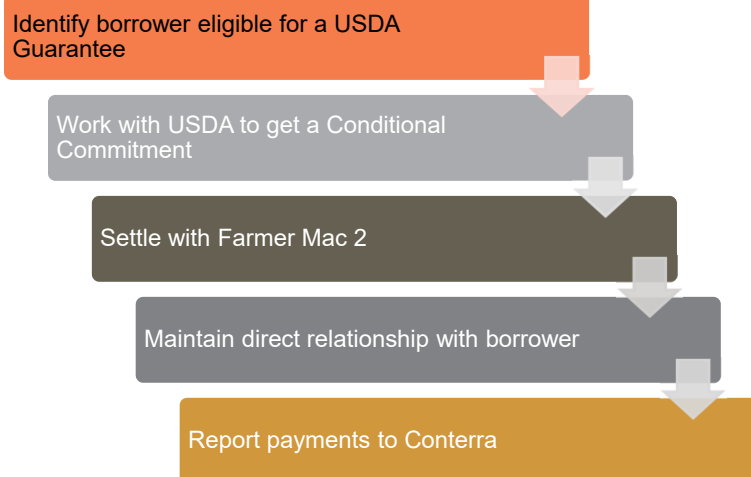 Identify borrower eligible for a USDA
Guarantee
Work with USDA to get a Conditional
Commitment
Settle with Farmer Mac 2
Maintain direct relationship with borrower
Report payments to Conterra